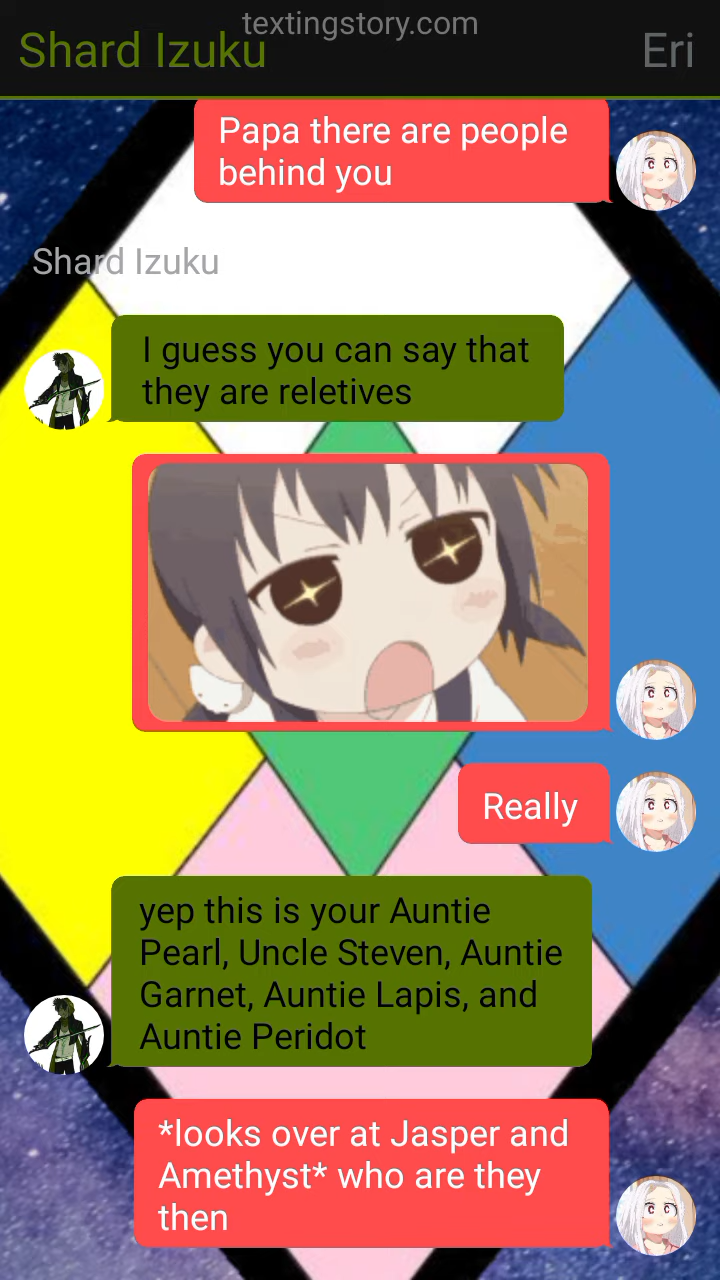 textingstory.com
Shard Izuku
Eri
Papa there are people
behind you
Shard Izuku
I guess you can say that
they are reletives
Really
yep this is your Auntie
Pearl, Uncle Steven, Auntie
Garnet, Auntie Lapis, and
Auntie Peridot
*looks over at Jasper and
Amethyst* who are they
then